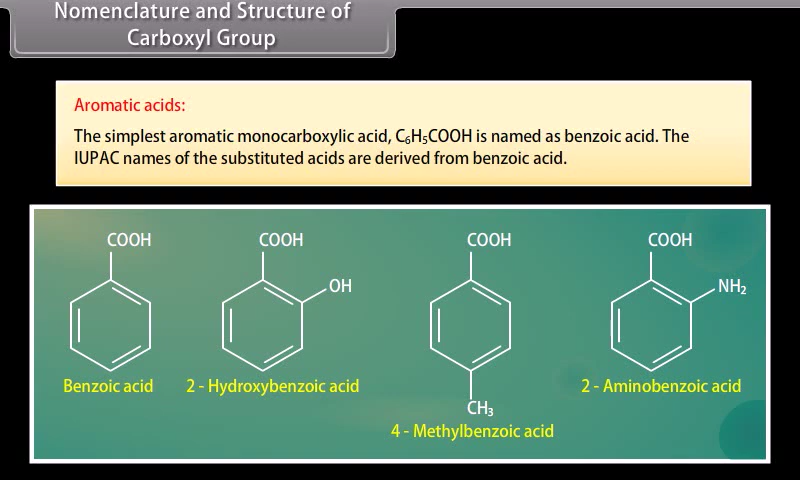 Nomenclature and Structure of
Carboxyl Group
Aromatic acids:
The simplest aromatic monocarboxylic acid, C₆H₅COOH is named as benzoic acid. The
IUPAC names of the substituted acids are derived from benzoic acid.
COOH COOH COOH COOH
OH NH₂
Benzoic acid 2 - Hydroxybenzoic acid 2 - Aminobenzoic acid
CH₃
4 - Methylbenzoic acid